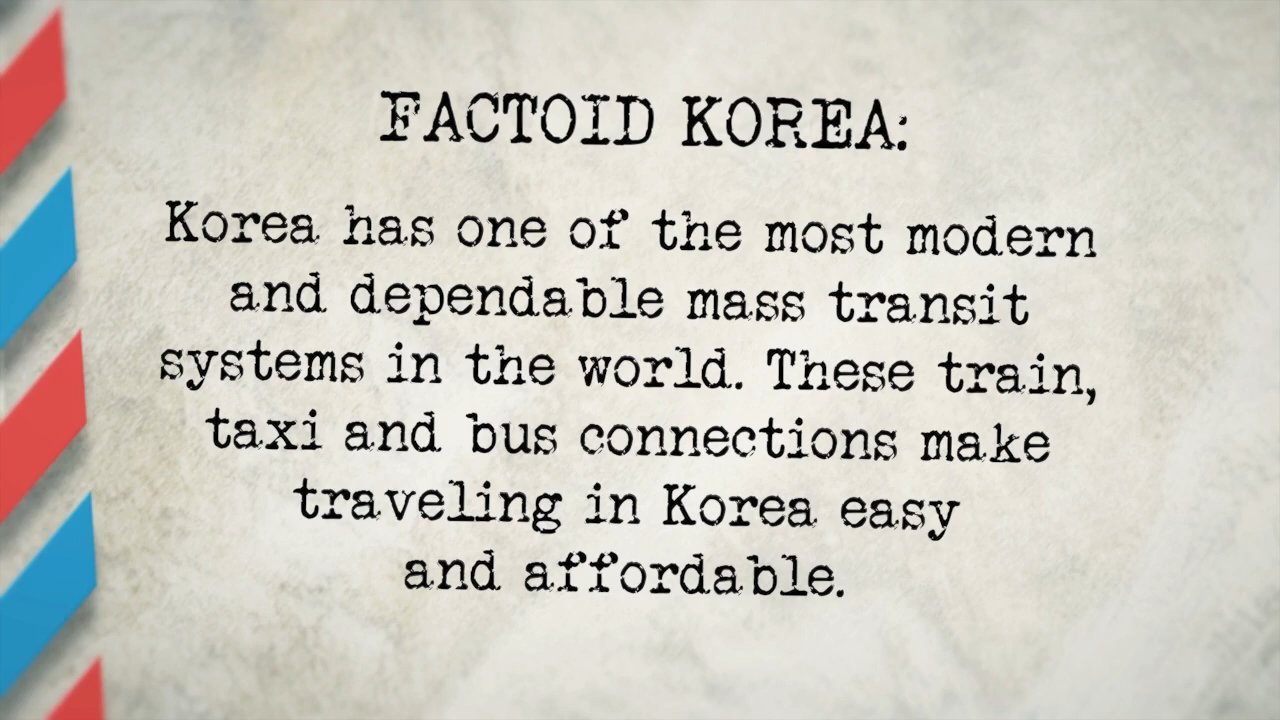 FACTOID KOREA:
Korea has one of the most modern
and dependable mass transit
systems in the world. These train,
taxi and bus connections make
traveling in Korea easy
and affordable.